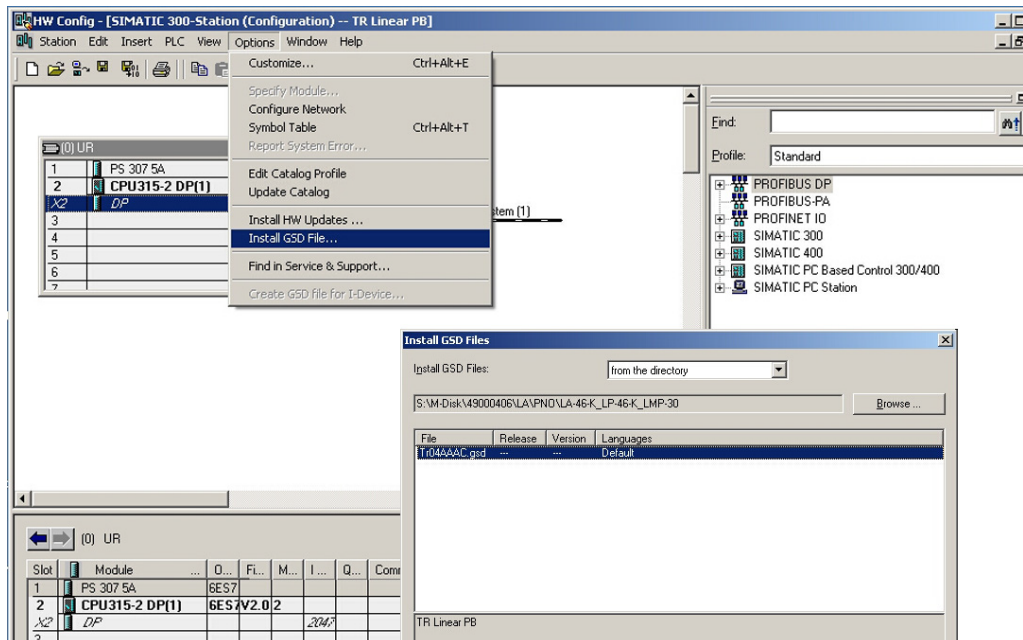 HW Config - [SIMATIC 300-Station (Configuration) -- TR Linear PB]
Station Edit Insert PLC View Options Window Help
Customize... Ctrl+Alt+E
Specify Module...
Configure Network
Symbol Table Ctrl+Alt+T
Report System Error...
Edit Catalog Profile
Update Catalog
Install HW Updates ...
Install GSD File...
Find in Service & Support...
Create GSD file for I-Device...
(0) UR
1 PS 307 5A
2 CPU315-2 DP(1)
X2 DP
3
4
5
6
7
stem (1)
Find:
Profile: Standard
PROFIBUS DP
PROFIBUS-PA
PROFINET IO
SIMATIC 300
SIMATIC 400
SIMATIC PC Based Control 300/400
SIMATIC PC Station
Install GSD Files
Install GSD Files: from the directory
S:\M-Disk\49000406\LA\PNO\LA-46-K_LP-46-K_LMP-30
Browse ...
File Release Version Languages
Tr04AAAC.gsd --- --- Default
TR Linear PB
(0) UR
Slot Module ... O... Fi... M... I ... Q... Comm
1 PS 307 5A 6ES7
2 CPU315-2 DP(1) 6ES7 V2.0 2
X2 DP 2047
3